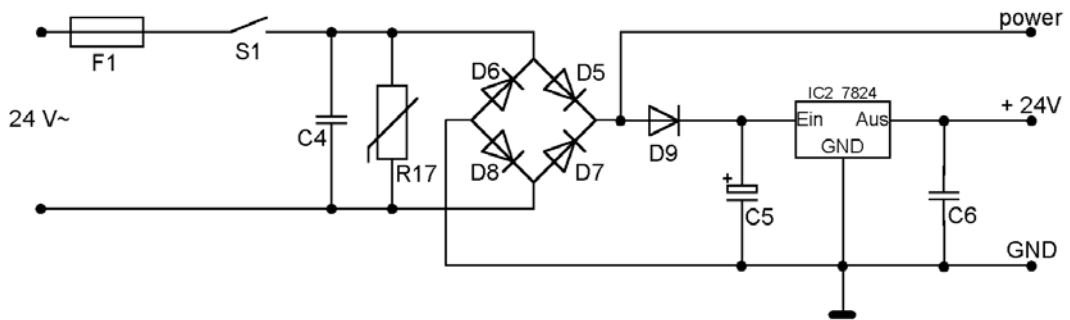 power
F1
S1
D6
D5
IC2 7824
+ 24V
24 V~
C4
Ein
Aus
GND
D9
R17
D8
D7
+
C5
C6
GND